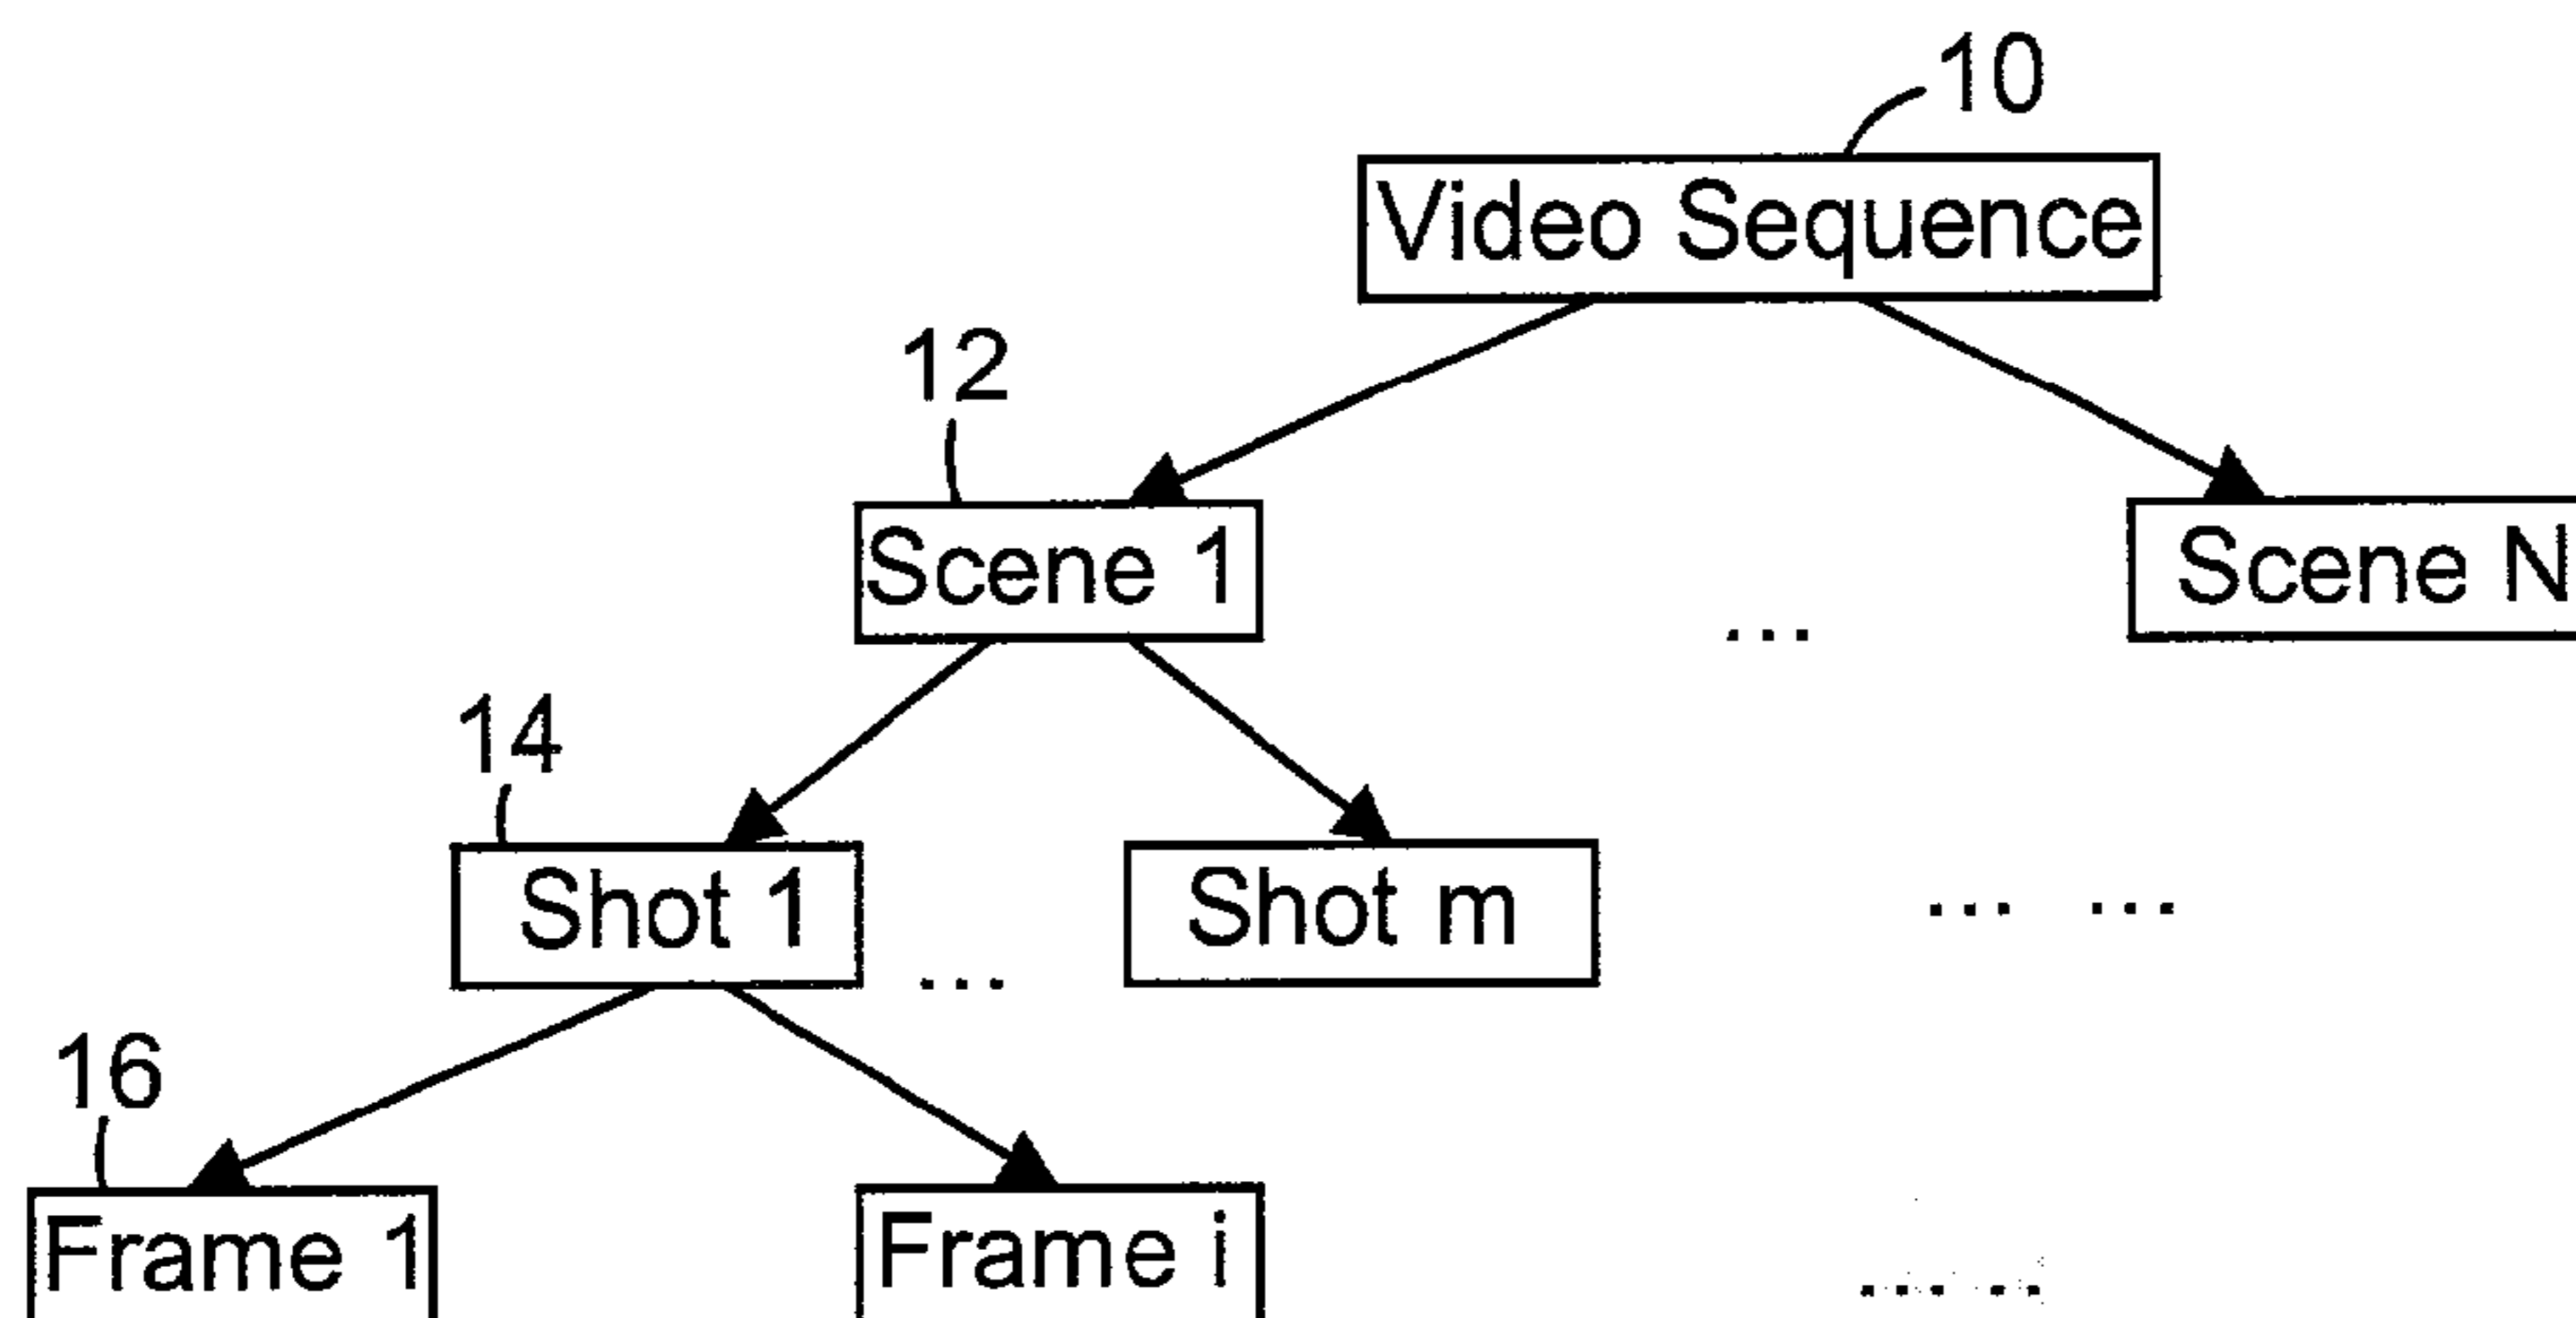 10
Video Sequence
12
Scene 1
... 
Scene N
14
Shot 1
...
Shot m
... ...
16
Frame 1
Frame i
... ...